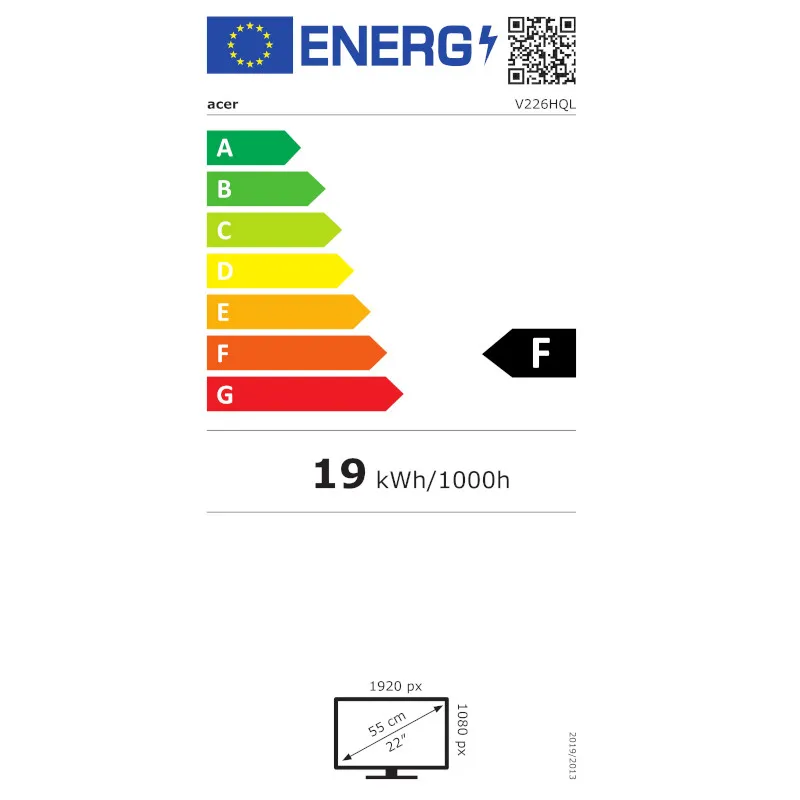 ENERG
acer V226HQL
A
B
C
D
E
F
F
G
19 kWh/1000h
1920 px
55 cm
22"
1080 px
2019/2013